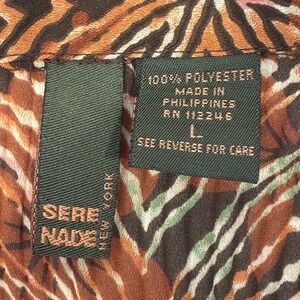 SERE
NADE
NEW YORK
100% POLYESTER
MADE IN
PHILIPPINES
RN 112246
L
SEE REVERSE FOR CARE